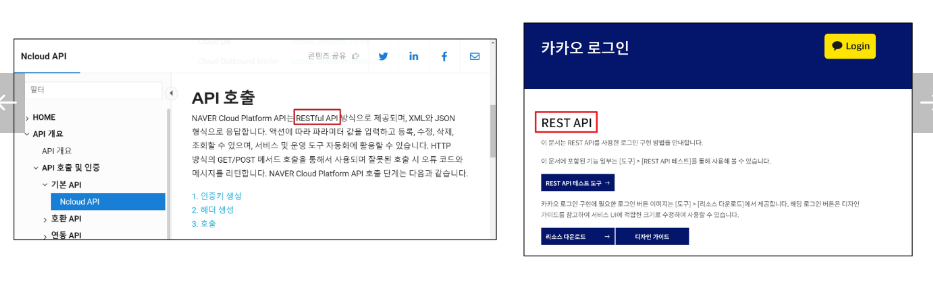 Ncloud API
콘텐츠 공유
필터
HOME
API 개요
API 개요
API 호출 및 인증
기본 API
Ncloud API
호환 API
연동 API
API 호출
NAVER Cloud Platform API는 RESTful API 방식으로 제공되며, XML와 JSON
형식으로 응답합니다. 액션에 따라 파라미터 값을 입력하고 등록, 수정, 삭제,
조회할 수 있으며, 서비스 및 운영 도구 자동화에 활용할 수 있습니다. HTTP
방식의 GET/POST 메서드 호출을 통해서 사용되며 잘못된 호출 시 오류 코드와
메시지를 리턴합니다. NAVER Cloud Platform API 호출 단계는 다음과 같습니다.
1. 인증키 생성
2. 헤더 생성
3. 호출
카카오 로그인
Login
REST API
이 문서는 REST API를 사용한 로그인 구현 방법을 안내합니다.
이 문서에 포함된 기능 일부는 [도구] > [REST API 테스트]를 통해 사용해 볼 수 있습니다.
REST API 테스트 도구 →
카카오 로그인 구현에 필요한 로그인 버튼 이미지는 [도구] > [리소스 다운로드]에서 제공합니다. 해당 로그인 버튼은 디자인
가이드를 참고하여 서비스 UI에 적합한 크기로 수정하여 사용할 수 있습니다.
리소스 다운로드 →
디자인 가이드